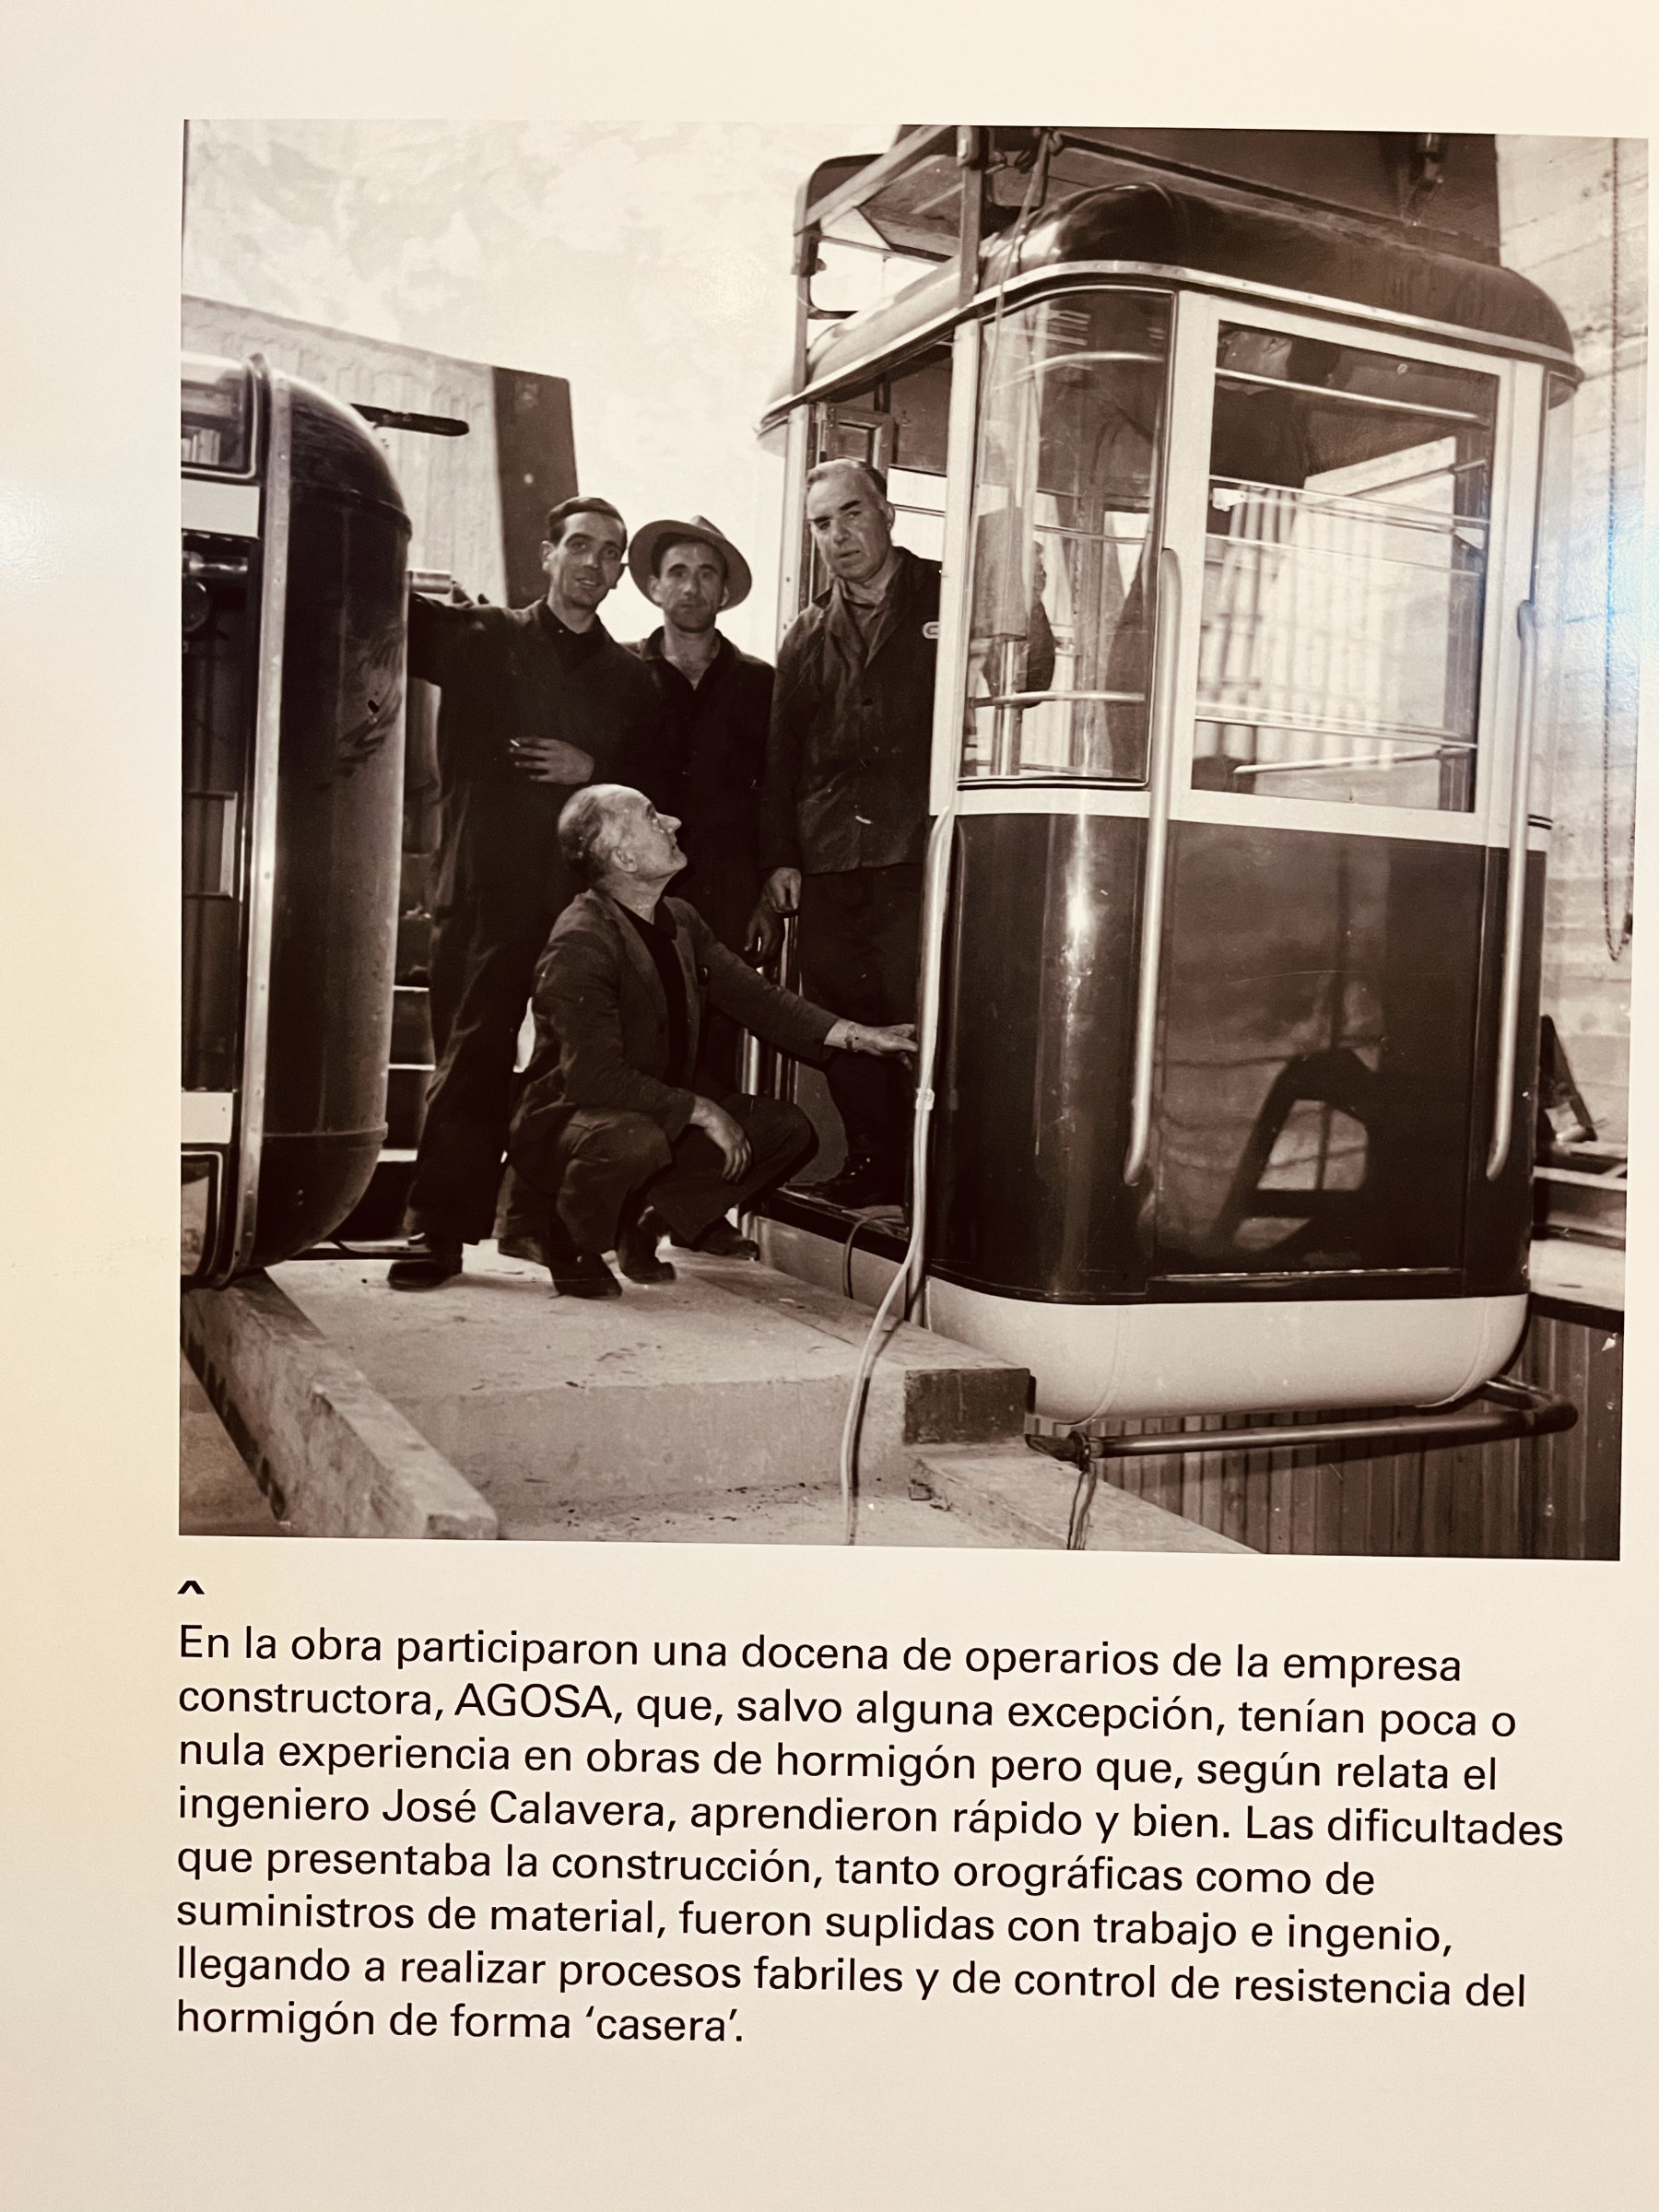 ^
En la obra participaron una docena de operarios de la empresa
constructora, AGOSA, que, salvo alguna excepción, tenían poca o
nula experiencia en obras de hormigón pero que, según relata el
ingeniero José Calavera, aprendieron rápido y bien. Las dificultades
que presentaba la construcción, tanto orográficas como de
suministros de material, fueron suplidas con trabajo e ingenio,
llegando a realizar procesos fabriles y de control de resistencia del
hormigón de forma ‘casera’.